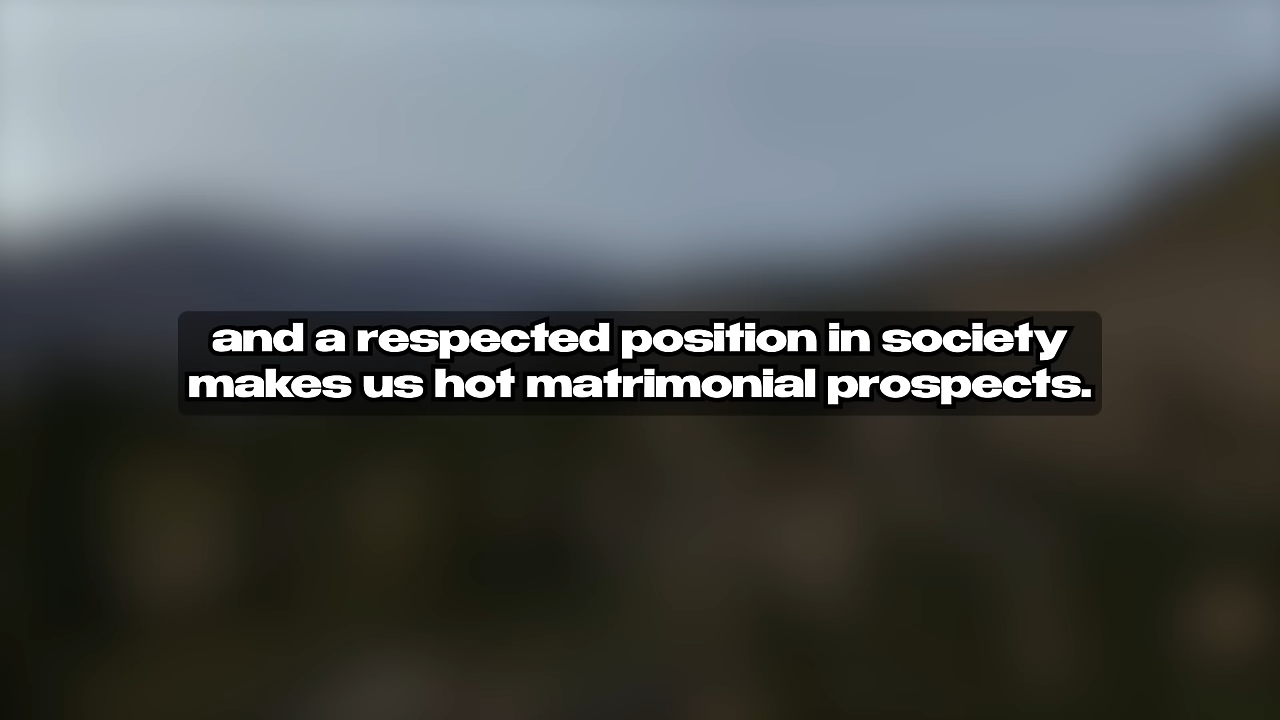 and a respected position in society
makes us hot matrimonial prospects.